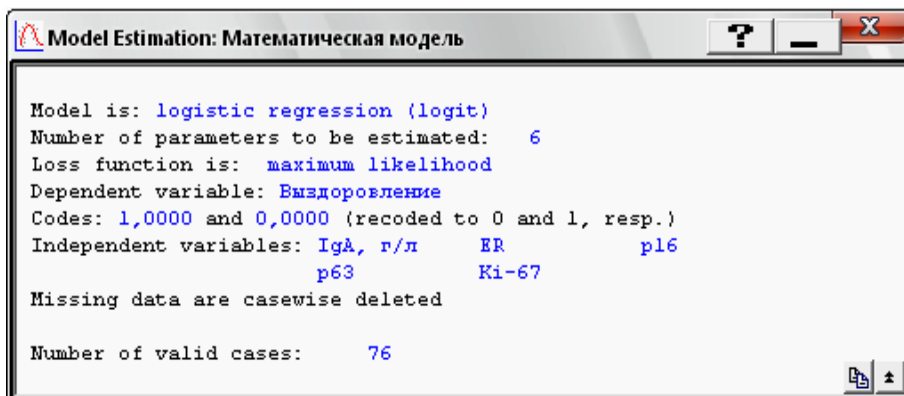 Model Estimation: Математическая модель
?
X
Model is: logistic regression (logit)
Number of parameters to be estimated: 6
Loss function is: maximum likelihood
Dependent variable: Выздоровление
Codes: 1,0000 and 0,0000 (recoded to 0 and 1, resp.)
Independent variables: IgA, г/л ER p16
p63 Ki-67
Missing data are casewise deleted
Number of valid cases: 76